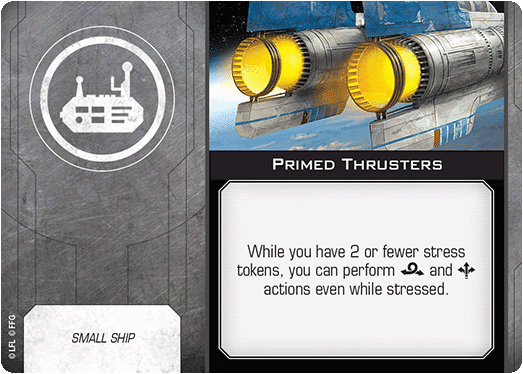 PRIMED THRUSTERS
While you have 2 or fewer stress
tokens, you can perform and
actions even while stressed.
SMALL SHIP
© LFL © FFG